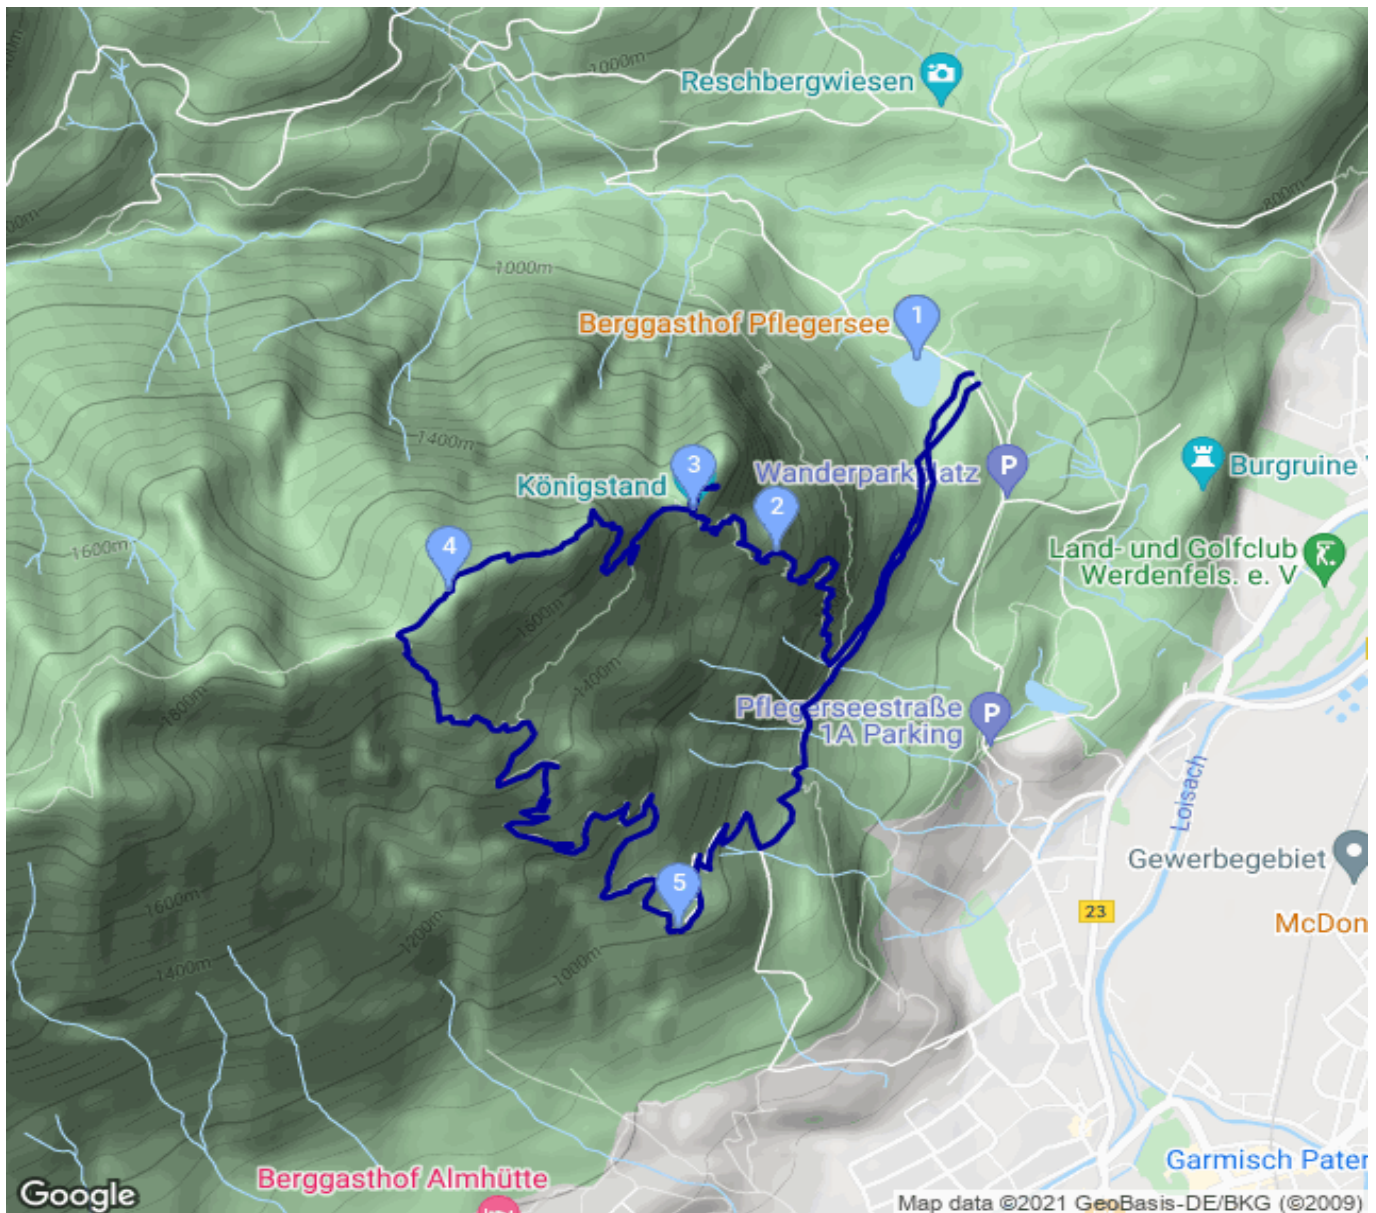 1000m
Reschbergwiesen
800m
1000m
1
Berggasthof Pflegersee
1400m
3
Wanderparkplatz
P
Burgruine
Königstand
2
4
1600m
Land- und Golfclub
Werdenfels. e. V
1600m
1400m
1800m
Pflegerseestraße
1A Parking
P
Loisach
Gewerbegebiet
5
1600m
23
McDon
1200m
1400m
1000m
Garmisch Pater
Berggasthof Almhütte
Google
Map data ©2021 GeoBasis-DE/BKG (©2009)